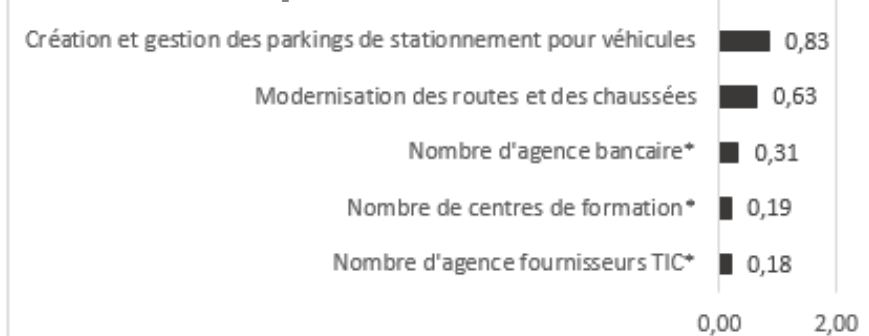 Création et gestion des parkings de stationnement pour véhicules 0,83
Modernisation des routes et des chaussées 0,63
Nombre d'agence bancaire* 0,31
Nombre de centres de formation* 0,19
Nombre d'agence fournisseurs TIC* 0,18
0,00 2,00